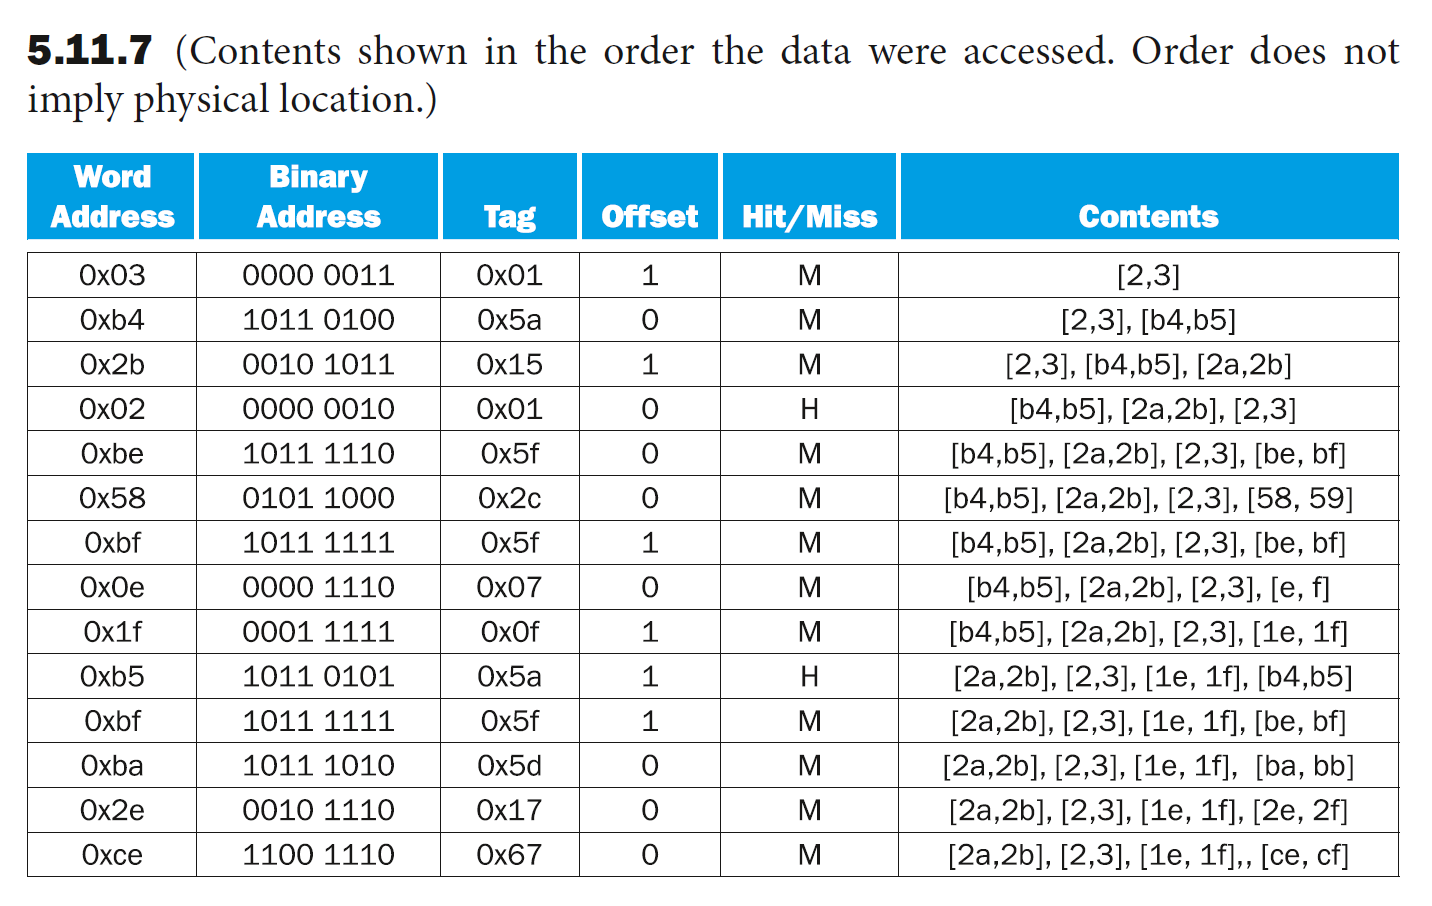 5.11.7 (Contents shown in the order the data were accessed. Order does not
imply physical location.)
Word Address Binary Address Tag Offset Hit/Miss Contents
0x03 0000 0011 0x01 1 M [2,3]
0xb4 1011 0100 0x5a 0 M [2,3], [b4,b5]
0x2b 0010 1011 0x15 1 M [2,3], [b4,b5], [2a,2b]
0x02 0000 0010 0x01 0 H [b4,b5], [2a,2b], [2,3]
0xbe 1011 1110 0x5f 0 M [b4,b5], [2a,2b], [2,3], [be, bf]
0x58 0101 1000 0x2c 0 M [b4,b5], [2a,2b], [2,3], [58, 59]
0xbf 1011 1111 0x5f 1 M [b4,b5], [2a,2b], [2,3], [be, bf]
0x0e 0000 1110 0x07 0 M [b4,b5], [2a,2b], [2,3], [e, f]
0x1f 0001 1111 0x0f 1 M [b4,b5], [2a,2b], [2,3], [1e, 1f]
0xb5 1011 0101 0x5a 1 H [2a,2b], [2,3], [1e, 1f], [b4,b5]
0xbf 1011 1111 0x5f 1 M [2a,2b], [2,3], [1e, 1f], [be, bf]
0xba 1011 1010 0x5d 0 M [2a,2b], [2,3], [1e, 1f], [ba, bb]
0x2e 0010 1110 0x17 0 M [2a,2b], [2,3], [1e, 1f], [2e, 2f]
0xce 1100 1110 0x67 0 M [2a,2b], [2,3], [1e, 1f],, [ce, cf]